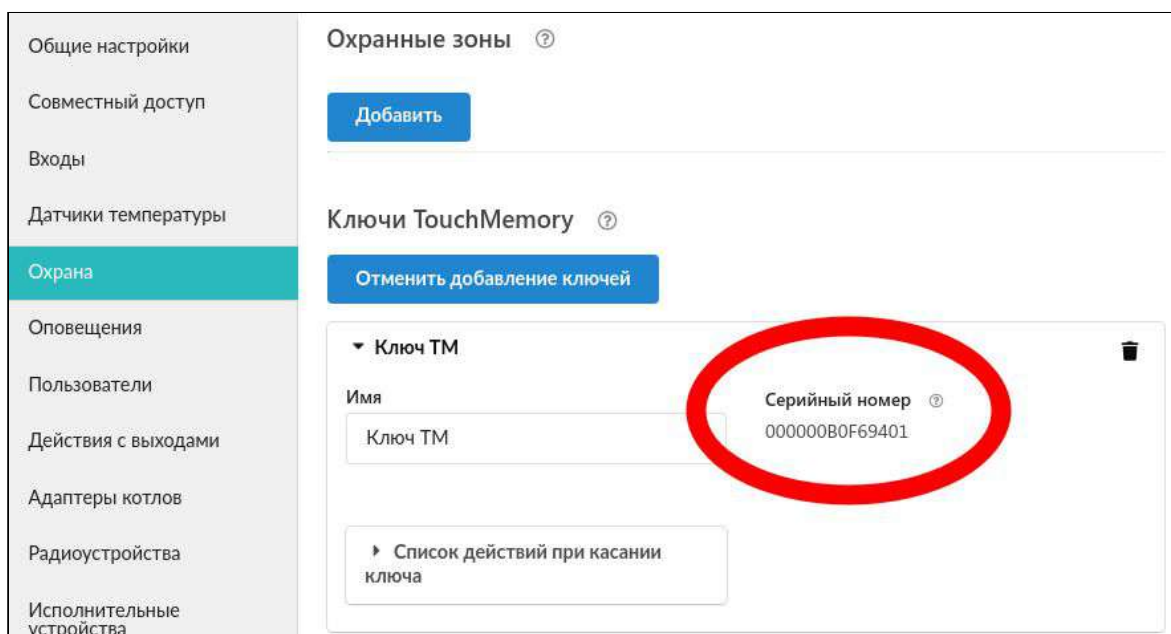 Общие настройки
Совместный доступ
Входы
Датчики температуры
Охрана
Оповещения
Пользователи
Действия с выходами
Адаптеры котлов
Радиоустройства
Исполнительные
устройства
Охранные зоны ?
Добавить
Ключи TouchMemory ?
Отменить добавление ключей
Ключ ТМ
Имя
Ключ ТМ
Серийный номер ?
000000B0F69401
Список действий при касании
ключа